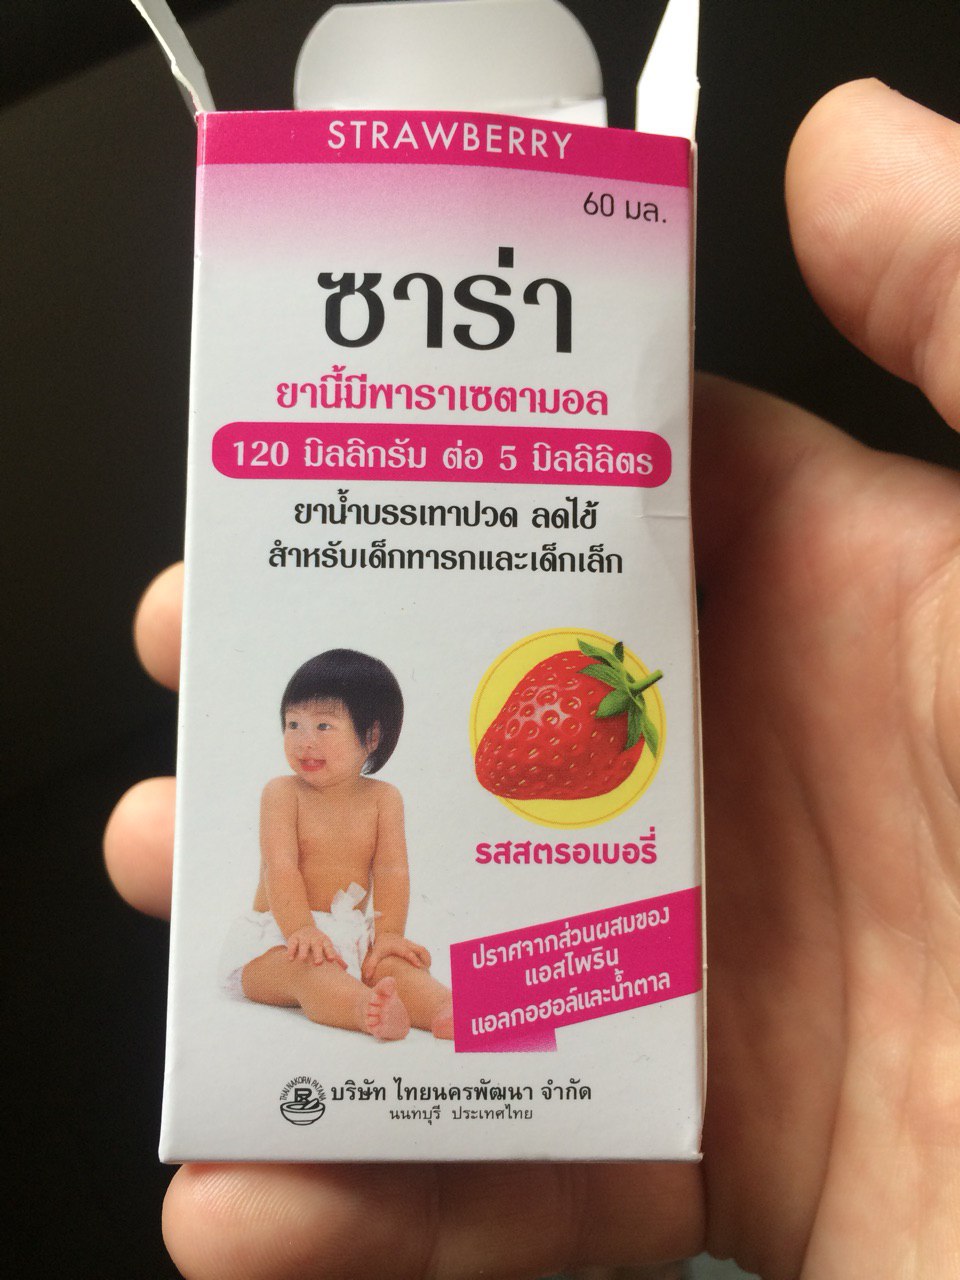 STRAWBERRY
60 มล.
ซาร่า
ยานี้มีพาราเซตามอล
120 มิลลิกรัม ต่อ 5 มิลลิลิตร
ยาน้ำบรรเทาปวด ลดไข้
สำหรับเด็กทารกและเด็กเล็ก
รสสตรอเบอรี่
ปราศจากส่วนผสมของ
แอสไพริน
แอลกอฮอล์และน้ำตาล
THAI NAKORN PATANA
บริษัท ไทยนครพัฒนา จำกัด
นนทบุรี ประเทศไทย